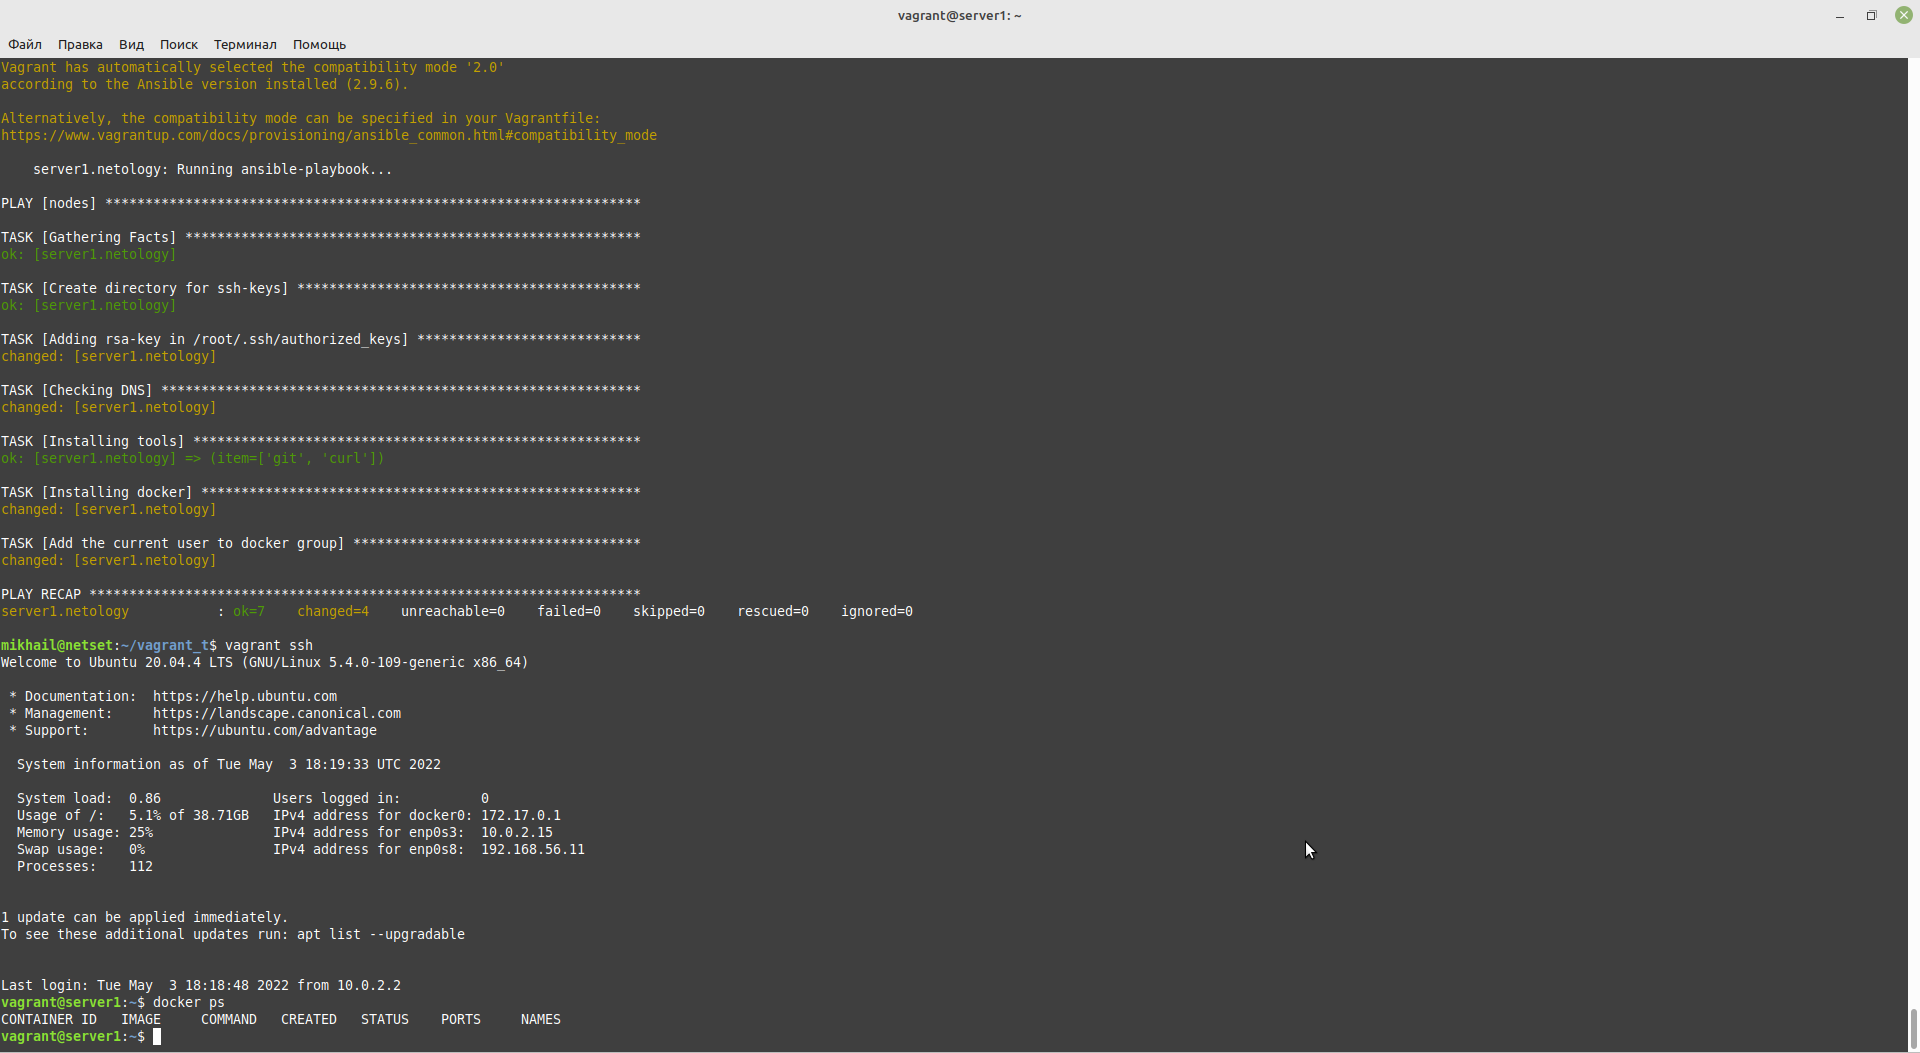 vagrant@server1: ~
Файл Правка Вид Поиск Терминал Помощь
Vagrant has automatically selected the compatibility mode '2.0'
according to the Ansible version installed (2.9.6).
Alternatively, the compatibility mode can be specified in your Vagrantfile:
https://www.vagrantup.com/docs/provisioning/ansible_common.html#compatibility_mode
server1.netology: Running ansible-playbook...
PLAY [nodes] *******************************************************************
TASK [Gathering Facts] *********************************************************
ok: [server1.netology]
TASK [Create directory for ssh-keys] *******************************************
ok: [server1.netology]
TASK [Adding rsa-key in /root/.ssh/authorized_keys] ****************************
changed: [server1.netology]
TASK [Checking DNS] ************************************************************
changed: [server1.netology]
TASK [Installing tools] ********************************************************
ok: [server1.netology] => (item=['git', 'curl'])
TASK [Installing docker] *******************************************************
changed: [server1.netology]
TASK [Add the current user to docker group] ************************************
changed: [server1.netology]
PLAY RECAP *********************************************************************
server1.netology           : ok=7    changed=4    unreachable=0    failed=0    skipped=0    rescued=0    ignored=0
mikhail@netset:~/vagrant_t$ vagrant ssh
Welcome to Ubuntu 20.04.4 LTS (GNU/Linux 5.4.0-109-generic x86_64)
* Documentation:  https://help.ubuntu.com
* Management:     https://landscape.canonical.com
* Support:        https://ubuntu.com/advantage
System information as of Tue May  3 18:19:33 UTC 2022
System load:  0.86              Users logged in:          0
Usage of /:   5.1% of 38.71GB   IPv4 address for docker0: 172.17.0.1
Memory usage: 25%               IPv4 address for enp0s3:  10.0.2.15
Swap usage:   0%                IPv4 address for enp0s8:  192.168.56.11
Processes:    112
1 update can be applied immediately.
To see these additional updates run: apt list --upgradable
Last login: Tue May  3 18:18:48 2022 from 10.0.2.2
vagrant@server1:~$ docker ps
CONTAINER ID   IMAGE     COMMAND   CREATED   STATUS    PORTS     NAMES
vagrant@server1:~$